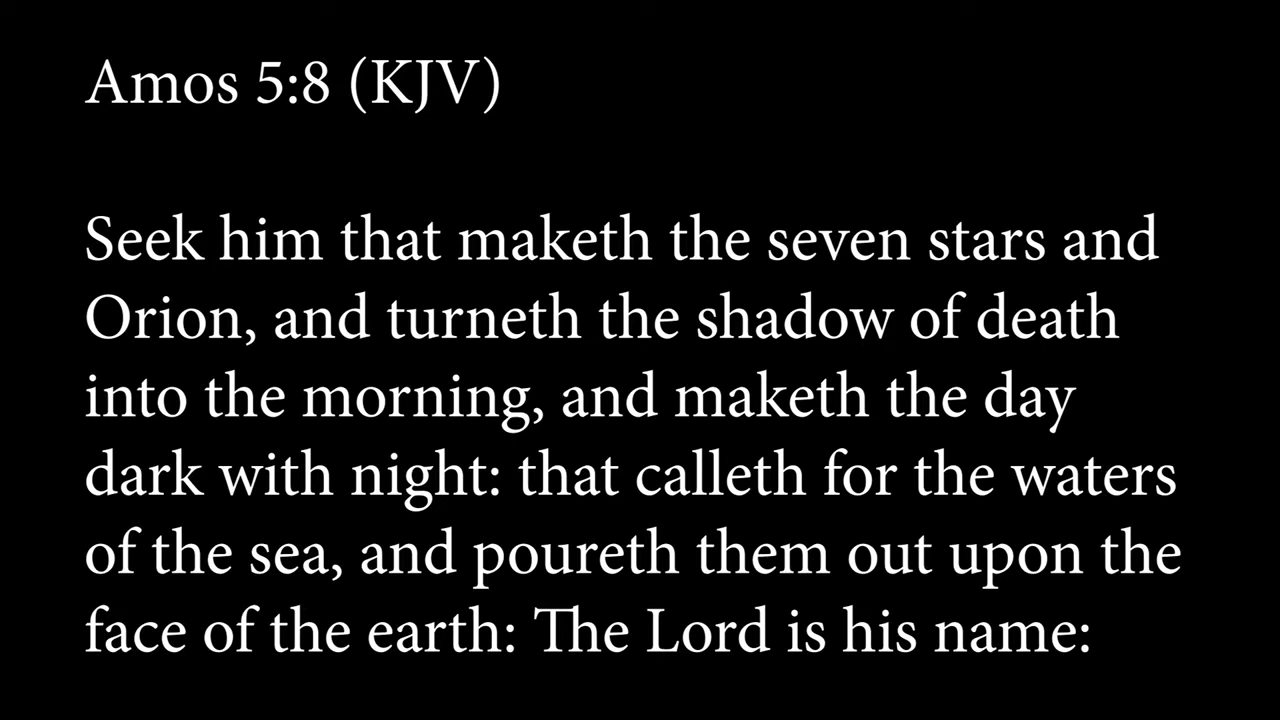 Amos 5:8 (KJV)
Seek him that maketh the seven stars and
Orion, and turneth the shadow of death
into the morning, and maketh the day
dark with night: that calleth for the waters
of the sea, and poureth them out upon the
face of the earth: The Lord is his name: